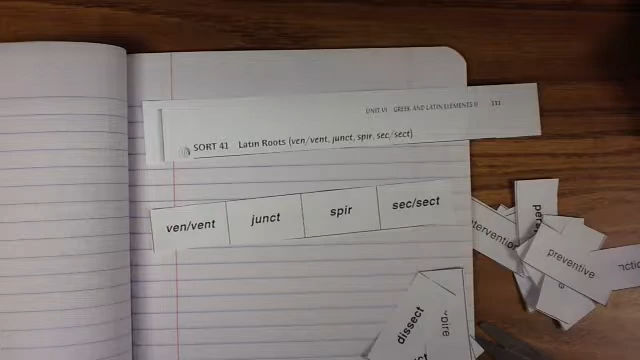 UNIT VI GREEK AND LATIN ELEMENTS II
SORT 41 Latin Roots (ven/vent, junct, spir, sec/sect)
ven/vent junct spir sec/sect
preventive
dissect